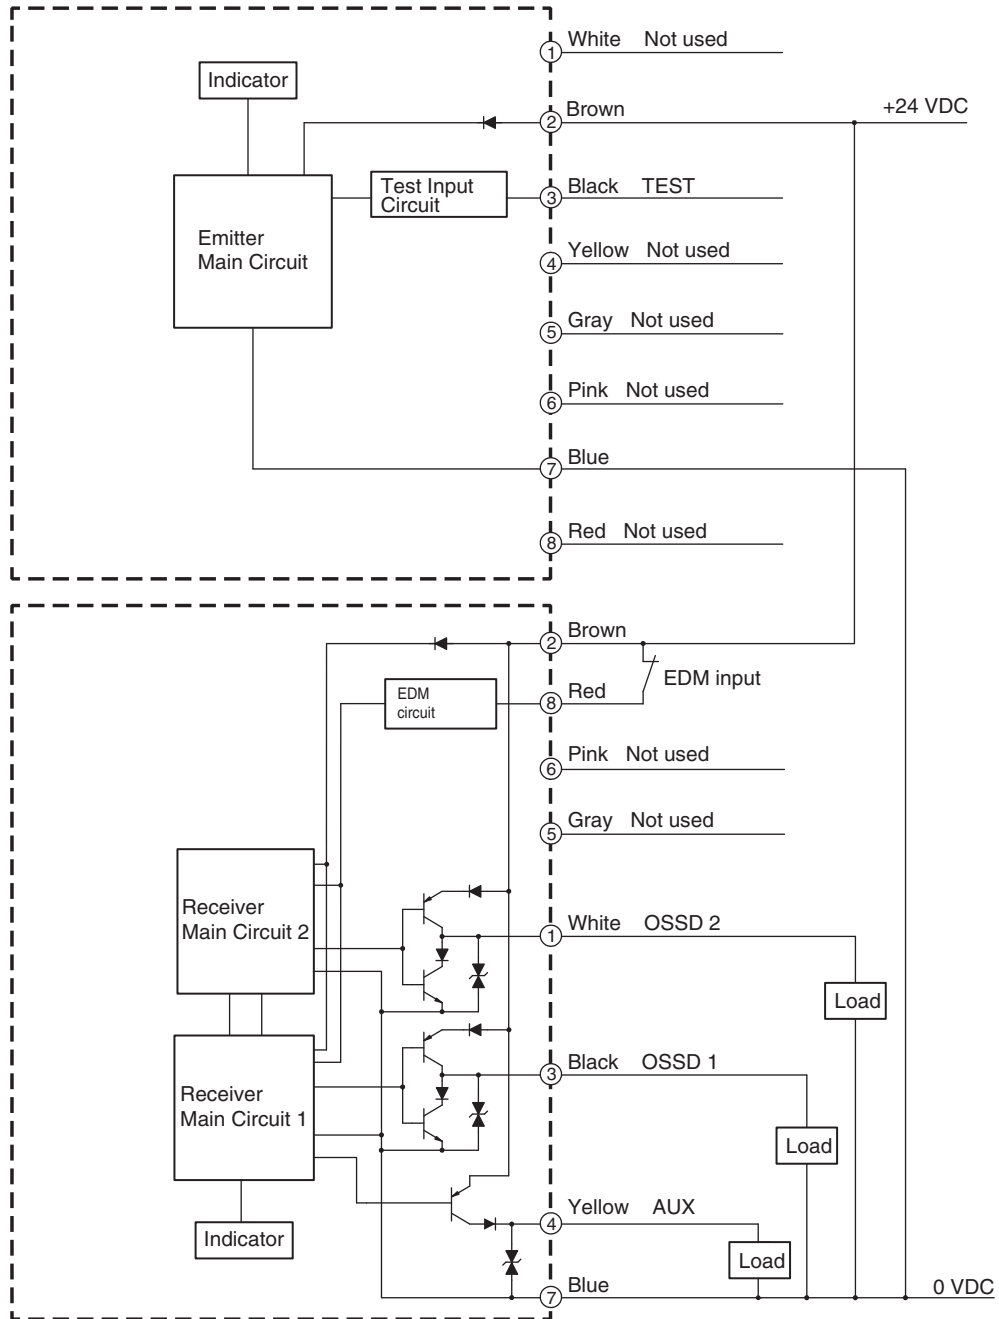 1 White Not used
Indicator
2 Brown +24 VDC
Test Input
Circuit
3 Black TEST
Emitter
Main Circuit
4 Yellow Not used
5 Gray Not used
6 Pink Not used
7 Blue
8 Red Not used
2 Brown
EDM input
EDM
circuit
8 Red
6 Pink Not used
5 Gray Not used
Receiver
Main Circuit 2
1 White OSSD 2
Load
3 Black OSSD 1
Receiver
Main Circuit 1
Load
4 Yellow AUX
Indicator
Load
7 Blue 0 VDC